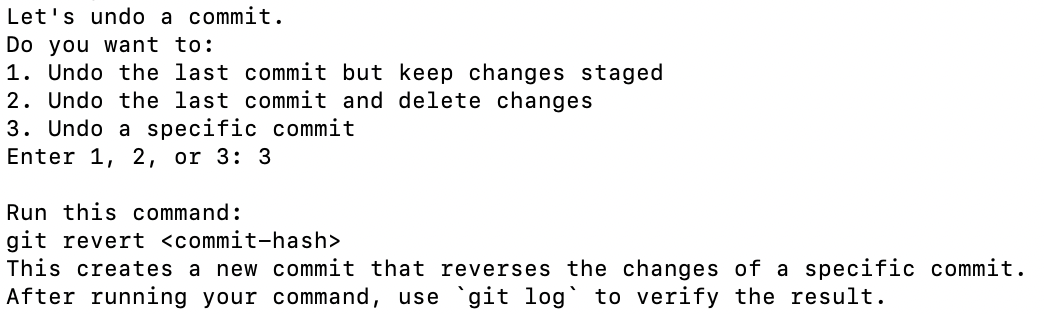 Let's undo a commit.
Do you want to:
1. Undo the last commit but keep changes staged
2. Undo the last commit and delete changes
3. Undo a specific commit
Enter 1, 2, or 3: 3

Run this command:
git revert <commit-hash>
This creates a new commit that reverses the changes of a specific commit.
After running your command, use `git log` to verify the result.